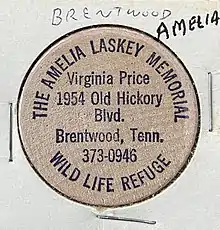 BRENTWOOD
AMELIA
THE AMELIA LASKEY MEMORIAL
Virginia Price
1954 Old Hickory
Blvd.
Brentwood, Tenn.
373-0946
WILD LIFE REFUGE